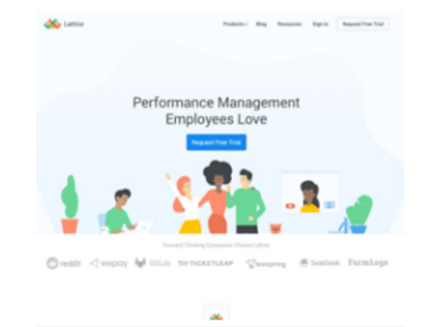 Lattice
Products Blog Resources Sign in Request Free Trial
Performance Management
Employees Love
Request Free Trial
Forward-Thinking Companies Choose Lattice
reddit wepay GitLab TICKETLEAP teespring SeatGeek FarmLogs